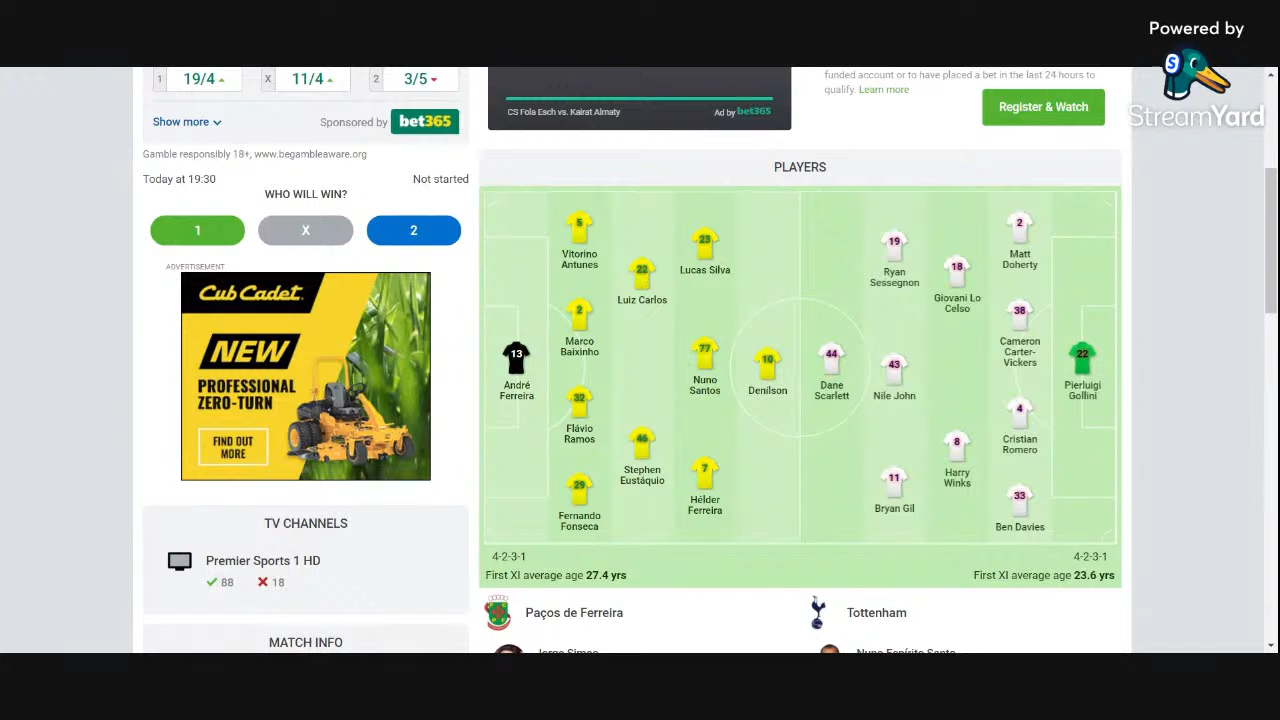 Powered by
S
StreamYard
1 19/4 X 11/4 2 3/5
Show more
Sponsored by bet365
Gamble responsibly 18+, www.begambleaware.org
Today at 19:30 Not started
WHO WILL WIN?
1 X 2
ADVERTISEMENT
Cub Cadet.
NEW
PROFESSIONAL
ZERO-TURN
FIND OUT
MORE
TV CHANNELS
Premier Sports 1 HD
88 18
MATCH INFO
CS Fola Esch vs. Kairat Almaty
Ad by bet365
funded account or to have placed a bet in the last 24 hours to
qualify. Learn more
Register & Watch
PLAYERS
13
André
Ferreira
5
Vitorino
Antunes
2
Marco
Baixinho
32
Flávio
Ramos
29
Fernando
Fonseca
22
Luiz Carlos
46
Stephen
Eustáquio
23
Lucas Silva
77
Nuno
Santos
7
Hélder
Ferreira
10
Denílson
44
Dane
Scarlett
19
Ryan
Sessegnon
43
Nile John
11
Bryan Gil
18
Giovani Lo
Celso
8
Harry
Winks
2
Matt
Doherty
38
Cameron
Carter-
Vickers
4
Cristian
Romero
33
Ben Davies
22
Pierluigi
Gollini
4-2-3-1 4-2-3-1
First XI average age 27.4 yrs First XI average age 23.6 yrs
Paços de Ferreira Tottenham
Jorge Simao Nuno Espírito Santo